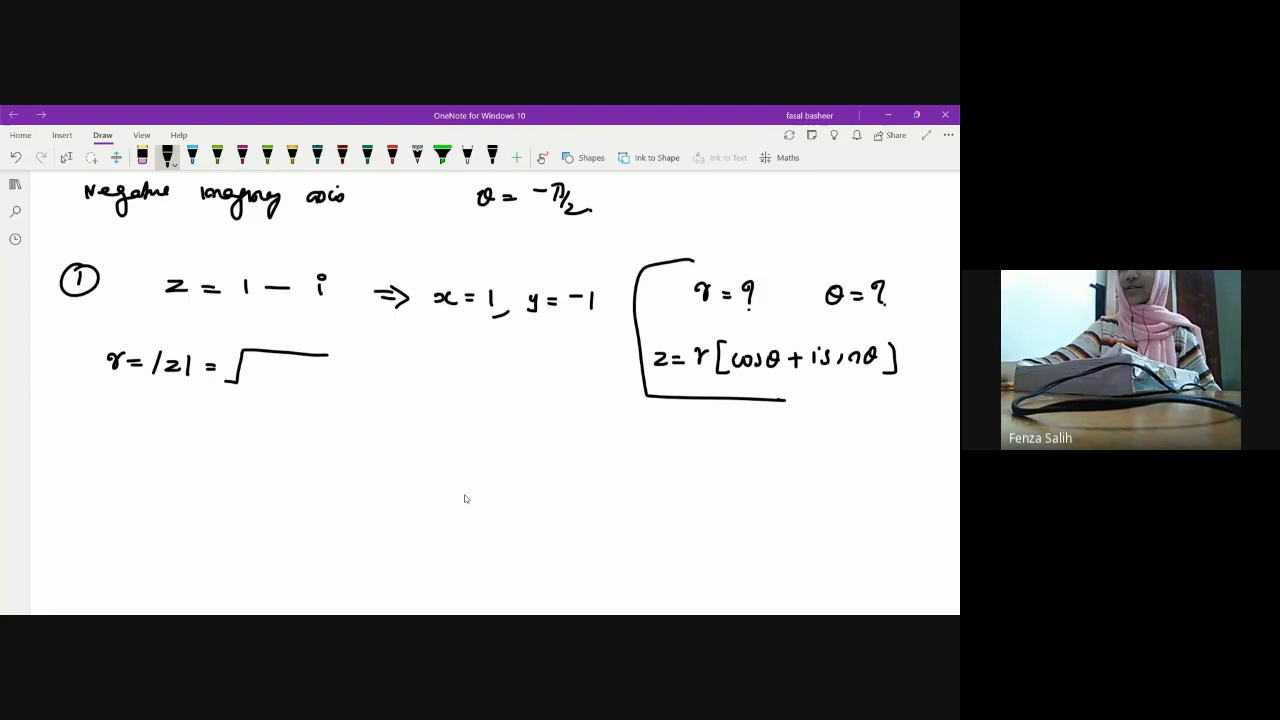 OneNote for Windows 10
fasal basheer
Home Insert Draw View Help
Share
Shapes Ink to Shape Ink to Text Maths
Negative imaginary axis θ = -π/2
① z = 1 - i ⇒ x = 1, y = -1
r = ? θ = ?
r = |z| = √
z = r[cosθ + i sinθ]
Fenza Salih